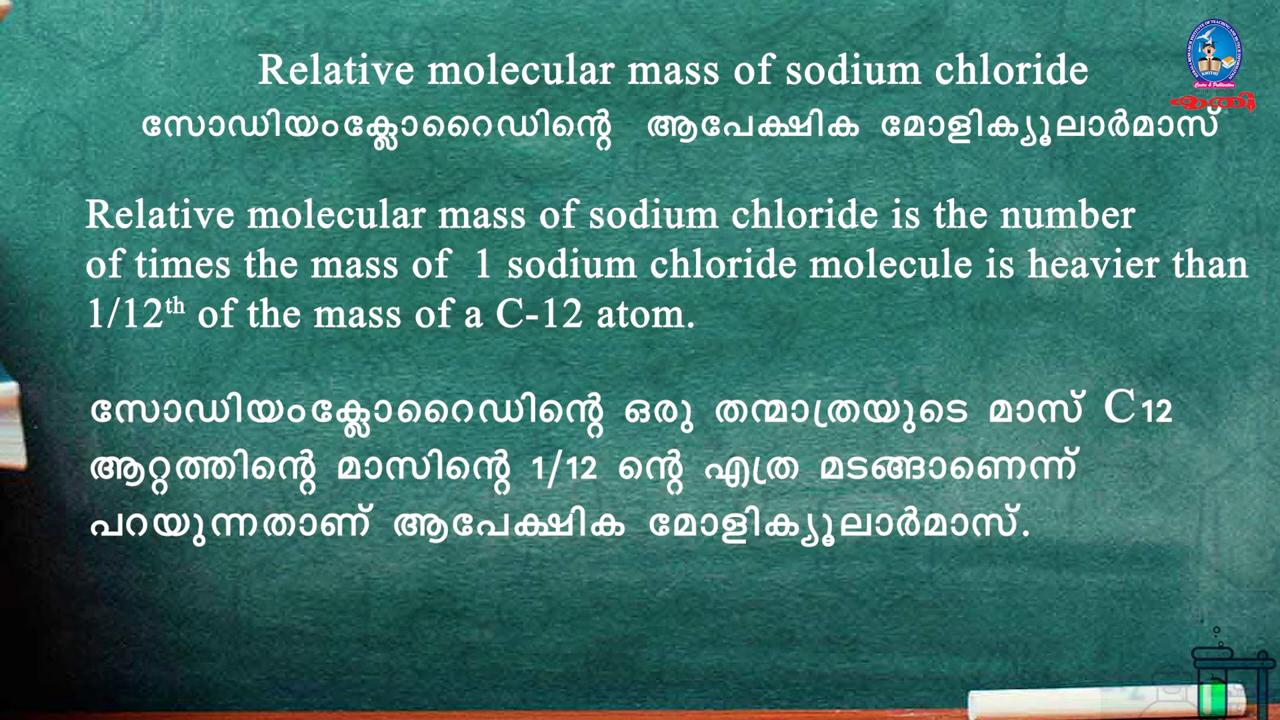 Relative molecular mass of sodium chloride
സോഡിയംക്ലോറൈഡിന്റെ ആപേക്ഷിക മോളിക്യൂലാർമാസ്
Relative molecular mass of sodium chloride is the number
of times the mass of 1 sodium chloride molecule is heavier than
1/12th of the mass of a C-12 atom.
സോഡിയംക്ലോറൈഡിന്റെ ഒരു തന്മാത്രയുടെ മാസ് C12
ആറ്റത്തിന്റെ മാസിന്റെ 1/12 ന്റെ എത്ര മടങ്ങാണെന്ന്
പറയുന്നതാണ് ആപേക്ഷിക മോളിക്യൂലാർമാസ്.